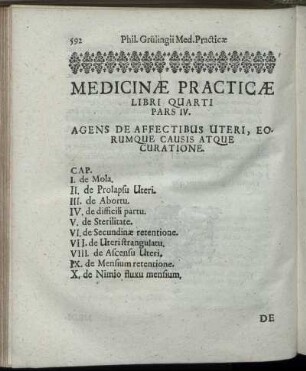 592 Phil. Grülingii Med. Practicæ
MEDICINÆ PRACTICÆ
LIBRI QUARTI
PARS IV.
AGENS DE AFFECTIBUS UTERI, EO-
RUMQUE CAUSIS ATQUE
CURATIONE.
CAP.
I. de Mola.
II. de Prolapsu Uteri.
III. de Abortu.
IV. de difficili partu.
V. de Sterilitate.
VI. de Secundinæ retentione.
VII. de Uteri strangulatu.
VIII. de Ascensu Uteri.
IX. de Mensium retentione.
X. de Nimio fluxu mensium.
DE